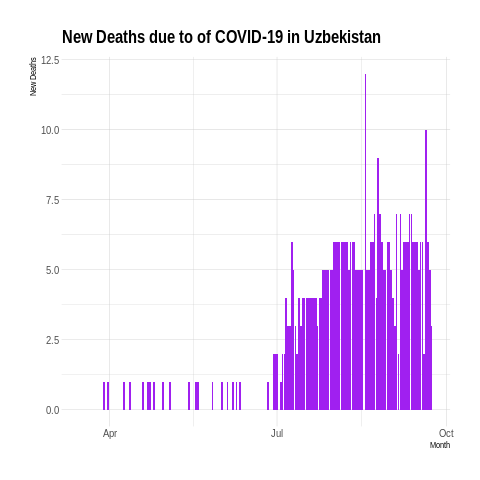 New Deaths due to of COVID-19 in Uzbekistan
New Deaths
12.5
10.0
7.5
5.0
2.5
0.0
Apr
Jul
Oct
Month